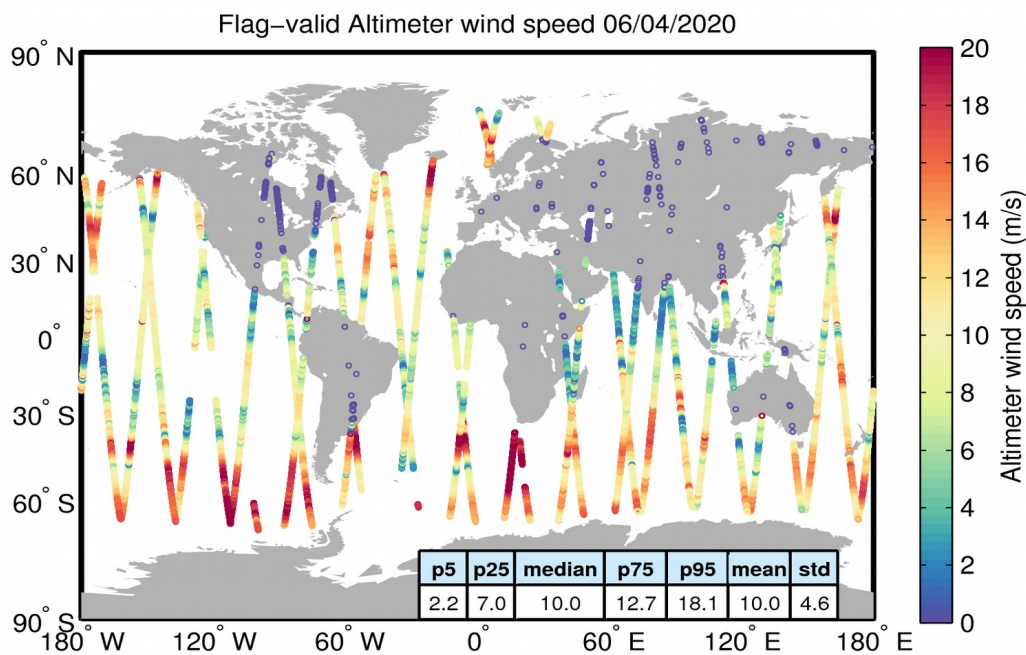 Flag−valid Altimeter wind speed 06/04/2020
90° N
60° N
30° N
0°
30° S
60° S
90° S
180° W
120° W
60° W
0°
60° E
120° E
180° E
p5 p25 median p75 p95 mean std
2.2 7.0 10.0 12.7 18.1 10.0 4.6
20
18
16
14
12
10
8
6
4
2
0
Altimeter wind speed (m/s)